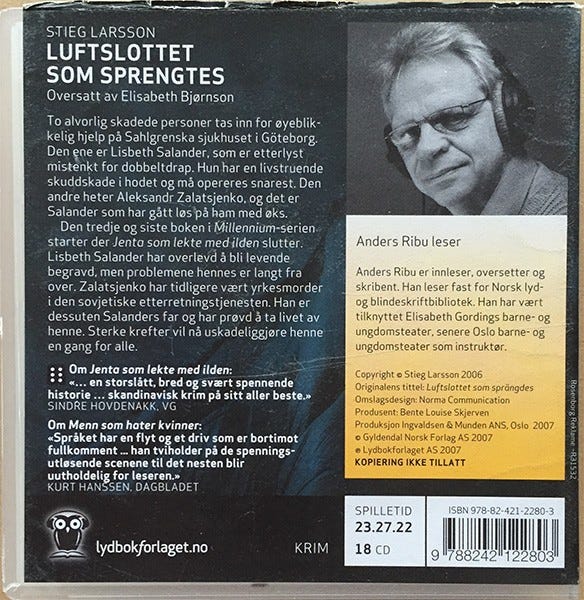 STIEG LARSSON
LUFTSLOTTET
SOM SPRENGTES
Oversatt av Elisabeth Bjørnson
To alvorlig skadede personer tas inn for øyeblik-
kelig hjelp på Sahlgrenska sjukhuset i Göteborg.
Den ene er Lisbeth Salander, som er etterlyst
mistenkt for dobbeltdrap. Hun har en livstruende
skuddskade i hodet og må opereres snarest. Den
andre heter Aleksandr Zalatsjenko, og det er
Salander som har gått løs på ham med øks.
Den tredje og siste boken i Millennium-serien
starter der Jenta som lekte med ilden slutter.
Lisbeth Salander har overlevd å bli levende
begravd, men problemene hennes er langt fra
over. Zalatsjenko har tidligere vært yrkesmorder
i den sovjetiske etterretningstjenesten. Han er
dessuten Salanders far og har prøvd å ta livet av
henne. Sterke krefter vil nå uskadeliggjøre henne
en gang for alle.
Om Jenta som lekte med ilden:
«... en storslått, bred og svært spennende
historie ... skandinavisk krim på sitt aller beste.»
SINDRE HOVDENAKK, VG
Om Menn som hater kvinner:
«Språket har en flyt og et driv som er bortimot
fullkomment ... han tviholder på de spennings-
utløsende scenene til det nesten blir
uutholdelig for leseren.»
KURT HANSSEN, DAGBLADET
lydbokforlaget.no
KRIM
Anders Ribu leser
Anders Ribu er innleser, oversetter og
skribent. Han leser fast for Norsk lyd-
og blindeskriftbibliotek. Han har vært
tilknyttet Elisabeth Gordings barne- og
ungdomsteater, senere Oslo barne- og
ungdomsteater som instruktør.
Copyright © Stieg Larsson 2006
Originalens tittel: Luftslottet som sprängdes
Omslagsdesign: Norma Communication
Produsent: Bente Louise Skjerven
Produksjon Ingvaldsen & Munden ANS, Oslo 2007
© Gyldendal Norsk Forlag AS 2007
℗ Lydbokforlaget AS 2007
KOPIERING IKKE TILLATT
SPILLETID
23.27.22
18 CD
ISBN 978-82-421-2280-3
9 788242 122803